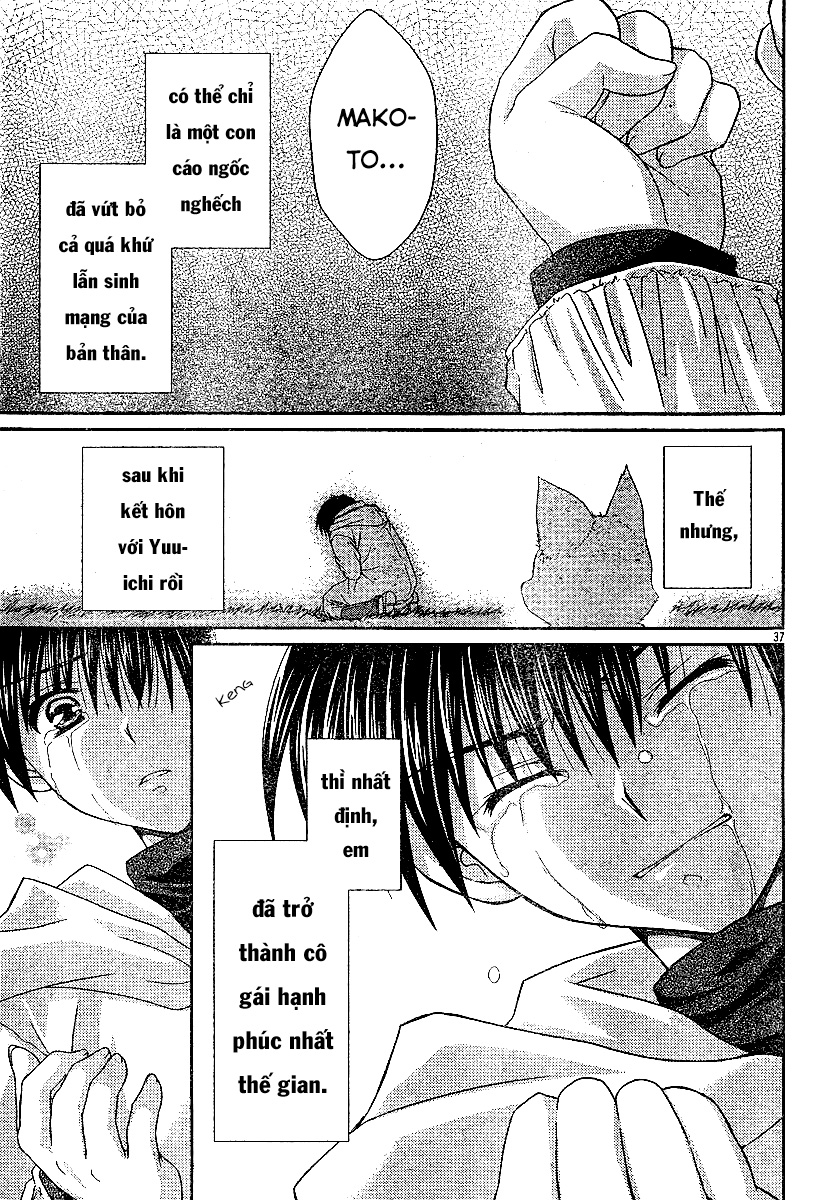 MAKO-
TO...
có thể chỉ
là một con
cáo ngốc
nghếch
đã vứt bỏ
cả quá khứ
lẫn sinh
mạng của
bản thân.
Thế
nhưng,
sau khi
kết hôn
với Yuu-
ichi rồi
37
Keng
thì nhất
định,
em
đã trở
thành cô
gái hạnh
phúc nhất
thế gian.